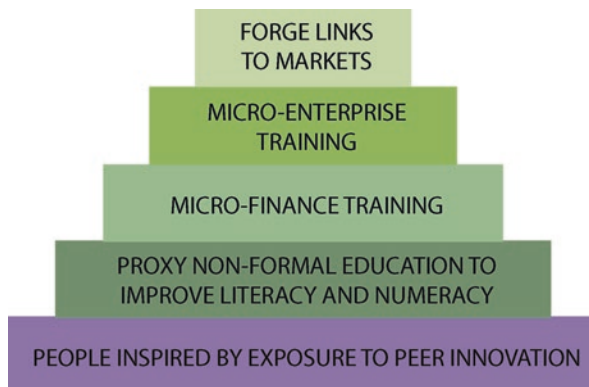 FORGE LINKS
TO MARKETS
MICRO-ENTERPRISE
TRAINING
MICRO-FINANCE TRAINING
PROXY NON-FORMAL EDUCATION TO
IMPROVE LITERACY AND NUMERACY
PEOPLE INSPIRED BY EXPOSURE TO PEER INNOVATION